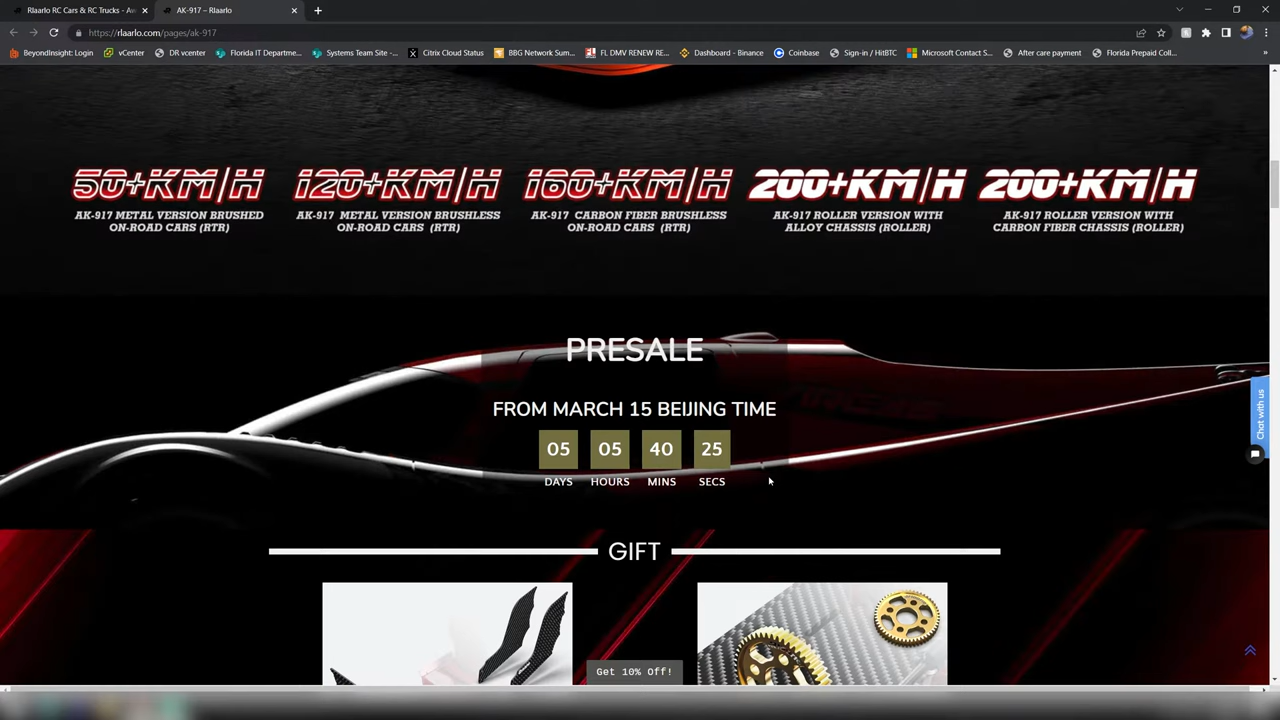 Rlaarlo RC Cars & RC Trucks - Aw
AK-917 – Rlaarlo
https://rlaarlo.com/pages/ak-917
BeyondInsight: Login
vCenter
DR vcenter
Florida IT Departme...
Systems Team Site -...
Citrix Cloud Status
BBG Network Sum...
FL DMV RENEW RE...
Dashboard - Binance
Coinbase
Sign-in / HitBTC
Microsoft Contact S...
After care payment
Florida Prepaid Coll...
50+KM/H
120+KM/H
160+KM/H
200+KM/H
200+KM/H
AK-917 METAL VERSION BRUSHED
ON-ROAD CARS (RTR)
AK-917 METAL VERSION BRUSHLESS
ON-ROAD CARS (RTR)
AK-917 CARBON FIBER BRUSHLESS
ON-ROAD CARS (RTR)
AK-917 ROLLER VERSION WITH
ALLOY CHASSIS (ROLLER)
AK-917 ROLLER VERSION WITH
CARBON FIBER CHASSIS (ROLLER)
PRESALE
FROM MARCH 15 BEIJING TIME
05 05 40 25
DAYS HOURS MINS SECS
Chat with us
GIFT
Get 10% Off!